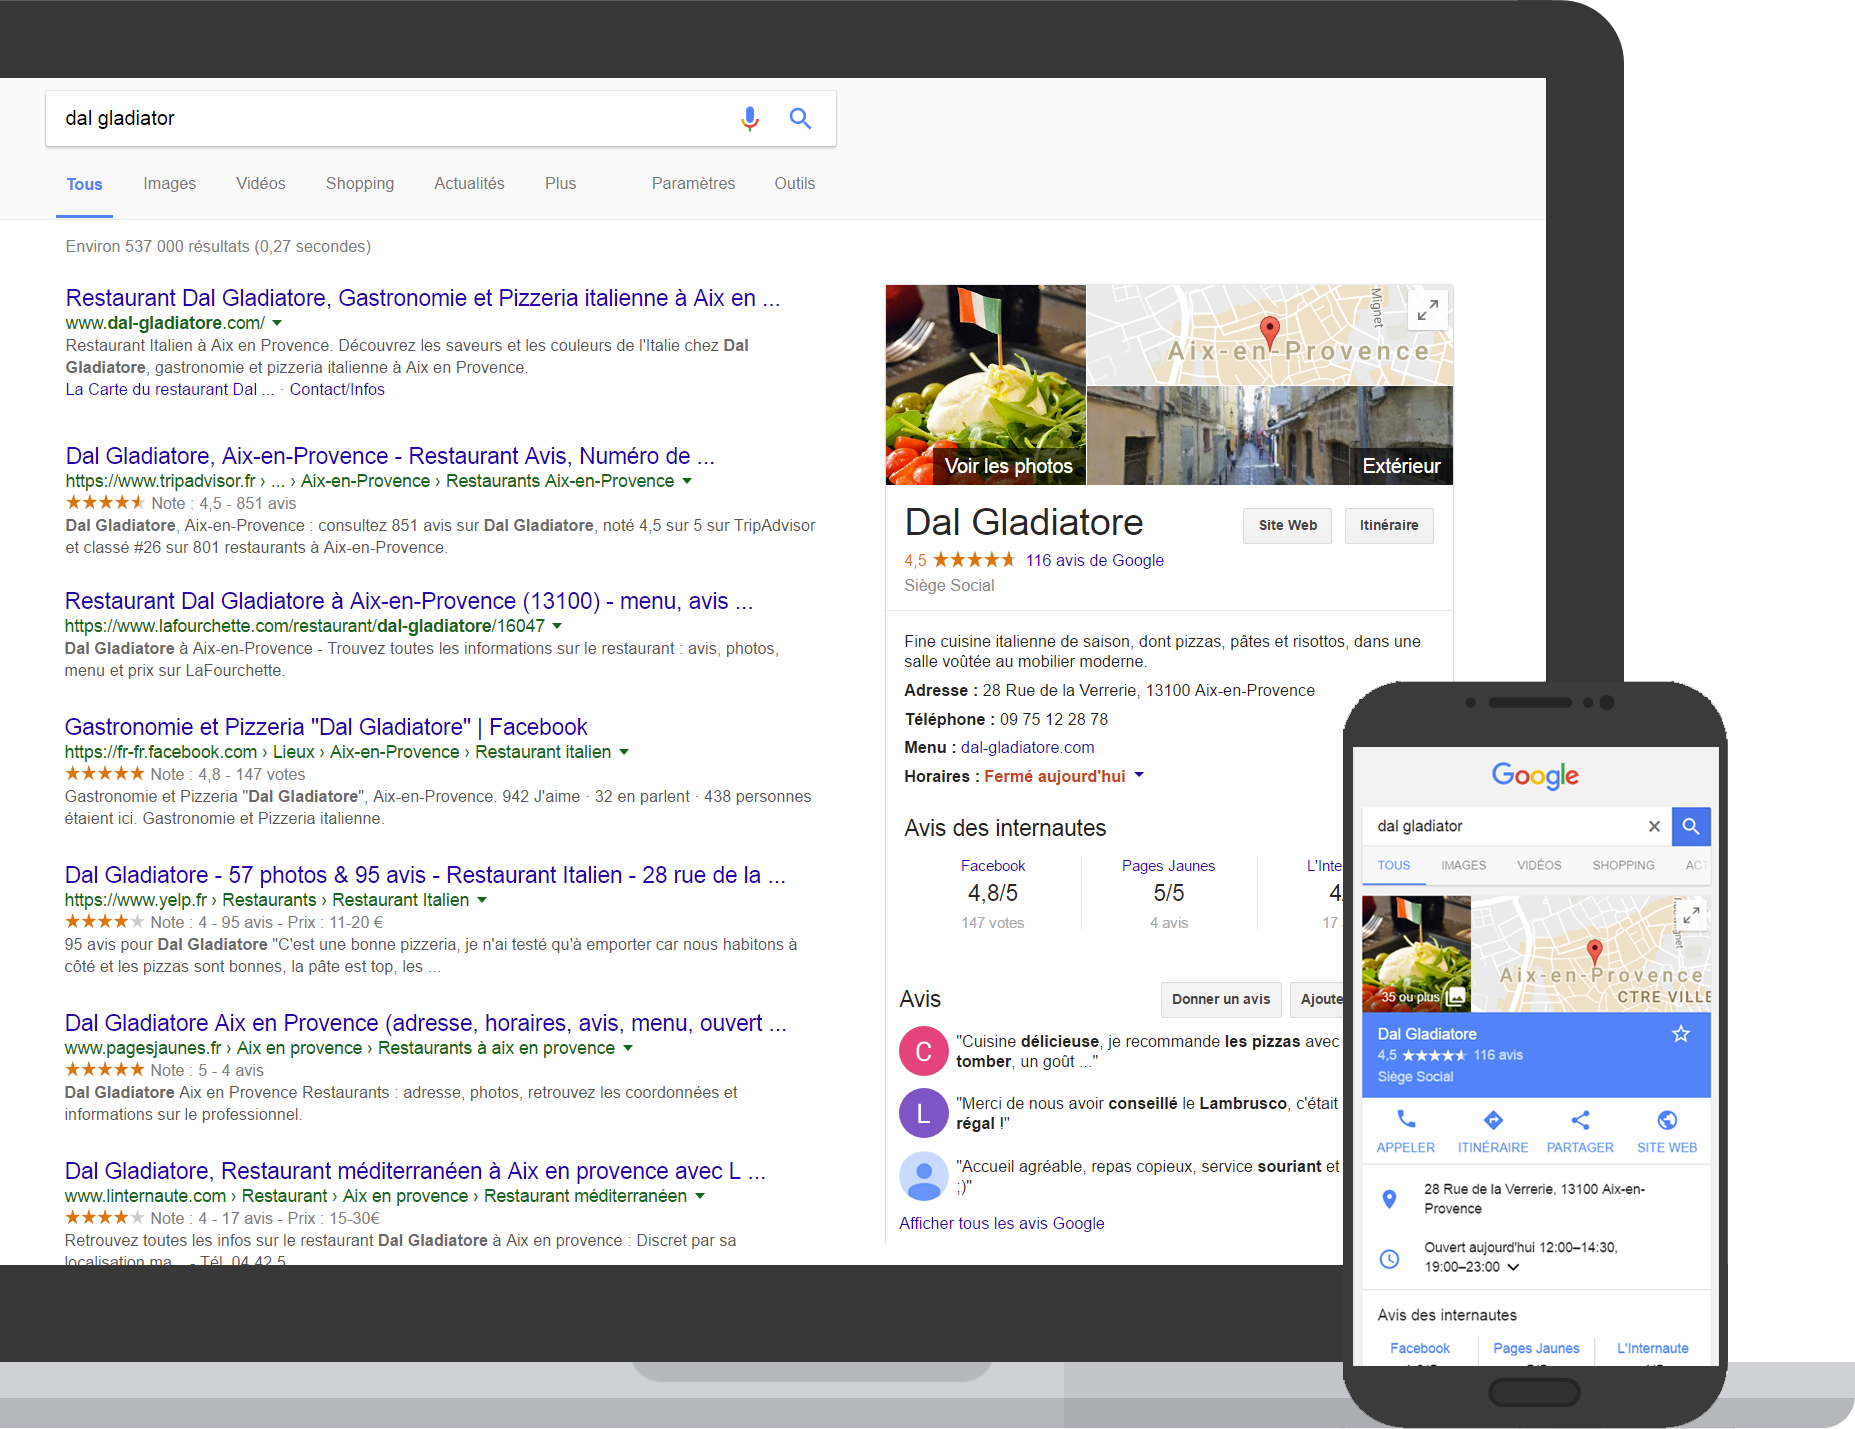 dal gladiator
Tous Images Vidéos Shopping Actualités Plus Paramètres Outils
Environ 537 000 résultats (0,27 secondes)
Restaurant Dal Gladiatore, Gastronomie et Pizzeria italienne à Aix en ...
www.dal-gladiatore.com/
Restaurant Italien à Aix en Provence. Découvrez les saveurs et les couleurs de l'Italie chez Dal
Gladiatore, gastronomie et pizzeria italienne à Aix en Provence.
La Carte du restaurant Dal ... · Contact/Infos
Dal Gladiatore, Aix-en-Provence - Restaurant Avis, Numéro de ...
https://www.tripadvisor.fr › ... › Aix-en-Provence › Restaurants Aix-en-Provence
Note : 4,5 - 851 avis
Dal Gladiatore, Aix-en-Provence : consultez 851 avis sur Dal Gladiatore, noté 4,5 sur 5 sur TripAdvisor
et classé #26 sur 801 restaurants à Aix-en-Provence.
Restaurant Dal Gladiatore à Aix-en-Provence (13100) - menu, avis ...
https://www.lafourchette.com/restaurant/dal-gladiatore/16047
Dal Gladiatore à Aix-en-Provence - Trouvez toutes les informations sur le restaurant : avis, photos,
menu et prix sur LaFourchette.
Gastronomie et Pizzeria "Dal Gladiatore" | Facebook
https://fr-fr.facebook.com › Lieux › Aix-en-Provence › Restaurant italien
Note : 4,8 - 147 votes
Gastronomie et Pizzeria "Dal Gladiatore", Aix-en-Provence. 942 J'aime · 32 en parlent · 438 personnes
étaient ici. Gastronomie et Pizzeria italienne.
Dal Gladiatore - 57 photos & 95 avis - Restaurant Italien - 28 rue de la ...
https://www.yelp.fr › Restaurants › Restaurant Italien
Note : 4 - 95 avis - Prix : 11-20 €
95 avis pour Dal Gladiatore "C'est une bonne pizzeria, je n'ai testé qu'à emporter car nous habitons à
côté et les pizzas sont bonnes, la pâte est top, les ...
Dal Gladiatore Aix en Provence (adresse, horaires, avis, menu, ouvert ...
www.pagesjaunes.fr › Aix en provence › Restaurants à aix en provence
Note : 5 - 4 avis
Dal Gladiatore Aix en Provence Restaurants : adresse, photos, retrouvez les coordonnées et
informations sur le professionnel.
Dal Gladiatore, Restaurant méditerranéen à Aix en provence avec L ...
www.linternaute.com › Restaurant › Aix en provence › Restaurant méditerranéen
Note : 4 - 17 avis - Prix : 15-30€
Retrouvez toutes les infos sur le restaurant Dal Gladiatore à Aix en provence : Discret par sa
localisation ma... - Tél. 04 42 5
Mignet
Aix-en-Provence
Voir les photos
Extérieur
Dal Gladiatore
Site Web Itinéraire
4,5 116 avis de Google
Siège Social
Fine cuisine italienne de saison, dont pizzas, pâtes et risottos, dans une
salle voûtée au mobilier moderne.
Adresse : 28 Rue de la Verrerie, 13100 Aix-en-Provence
Téléphone : 09 75 12 28 78
Menu : dal-gladiatore.com
Horaires : Fermé aujourd'hui
Avis des internautes
Facebook Pages Jaunes L'Inte
4,8/5 5/5 4
147 votes 4 avis 17
Avis
Donner un avis Ajoute
C
"Cuisine délicieuse, je recommande les pizzas avec
tomber, un goût ..."
L
"Merci de nous avoir conseillé le Lambrusco, c'était
régal !"
"Accueil agréable, repas copieux, service souriant et
;)"
Afficher tous les avis Google
Google
dal gladiator
TOUS IMAGES VIDÉOS SHOPPING ACT
Aix-en-Provence
CTRE VILLE
35 ou plus
Dal Gladiatore
4,5 116 avis
Siège Social
APPELER ITINÉRAIRE PARTAGER SITE WEB
28 Rue de la Verrerie, 13100 Aix-en-
Provence
Ouvert aujourd'hui 12:00–14:30,
19:00–23:00
Avis des internautes
Facebook Pages Jaunes L'Internaute